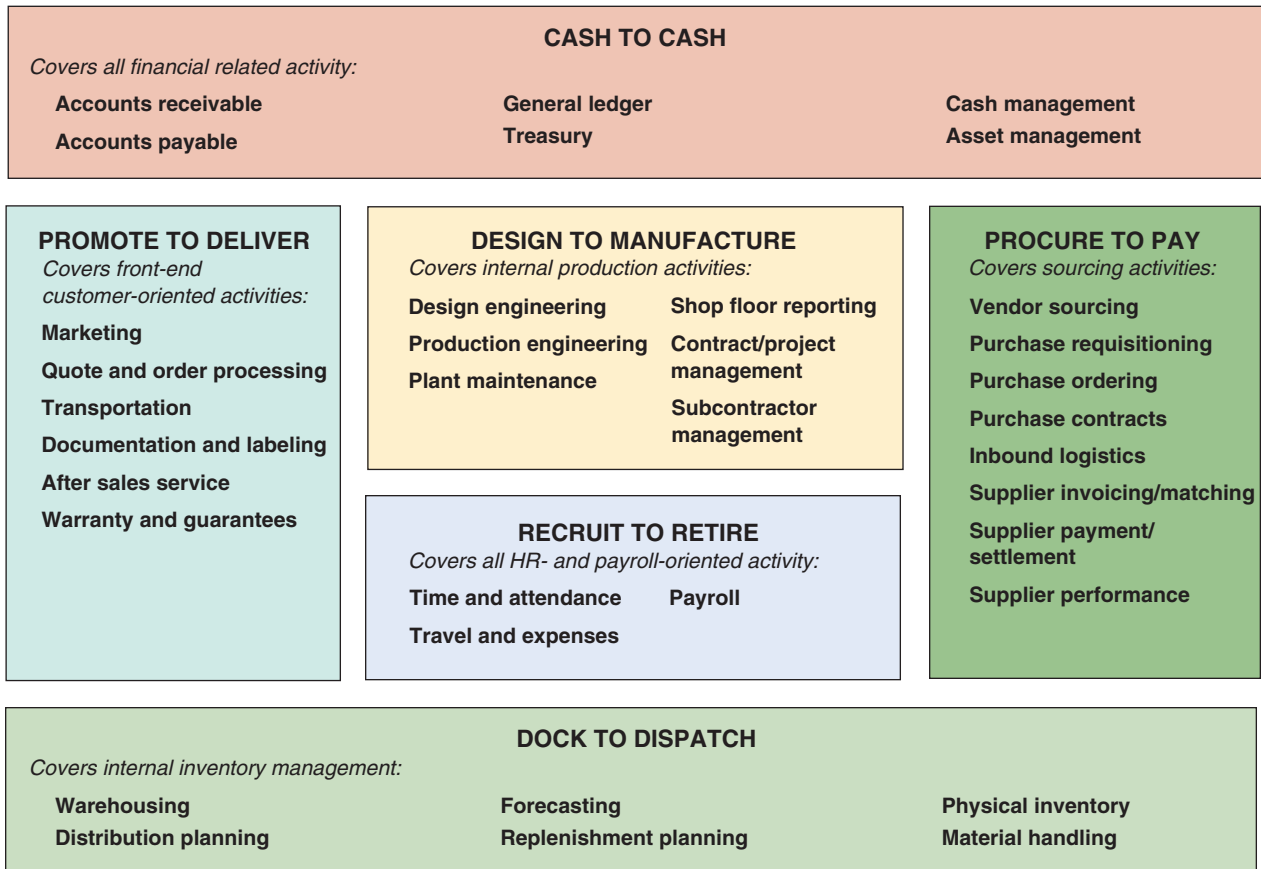 CASH TO CASH
Covers all financial related activity:
Accounts receivable
General ledger
Cash management
Accounts payable
Treasury
Asset management
PROMOTE TO DELIVER
Covers front-end
customer-oriented activities:
Marketing
Quote and order processing
Transportation
Documentation and labeling
After sales service
Warranty and guarantees
DESIGN TO MANUFACTURE
Covers internal production activities:
Design engineering
Production engineering
Plant maintenance
Shop floor reporting
Contract/project
management
Subcontractor
management
RECRUIT TO RETIRE
Covers all HR- and payroll-oriented activity:
Time and attendance
Payroll
Travel and expenses
PROCURE TO PAY
Covers sourcing activities:
Vendor sourcing
Purchase requisitioning
Purchase ordering
Purchase contracts
Inbound logistics
Supplier invoicing/matching
Supplier payment/
settlement
Supplier performance
DOCK TO DISPATCH
Covers internal inventory management:
Warehousing
Forecasting
Physical inventory
Distribution planning
Replenishment planning
Material handling